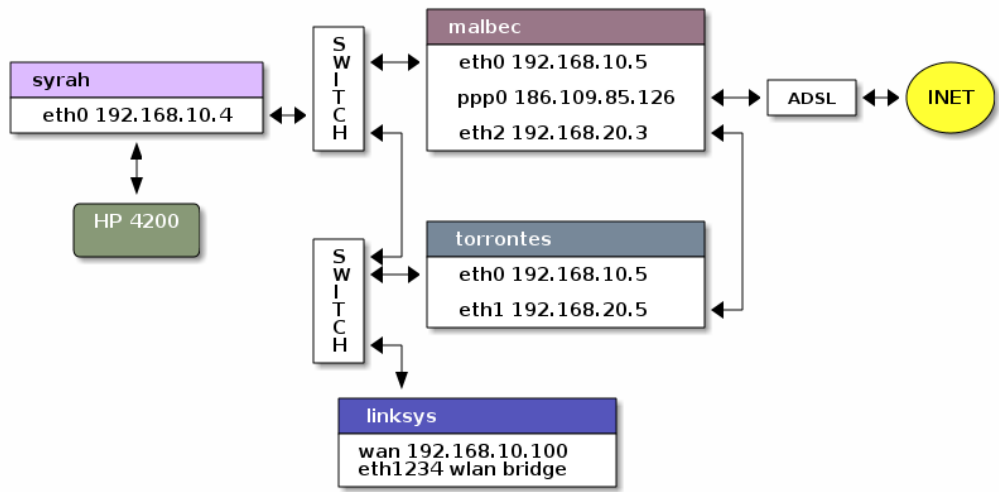 syrah
eth0 192.168.10.4
HP 4200
SWITCH
malbec
eth0 192.168.10.5
ppp0 186.109.85.126
eth2 192.168.20.3
ADSL
INET
SWITCH
torrontes
eth0 192.168.10.5
eth1 192.168.20.5
linksys
wan 192.168.10.100
eth1234 wlan bridge